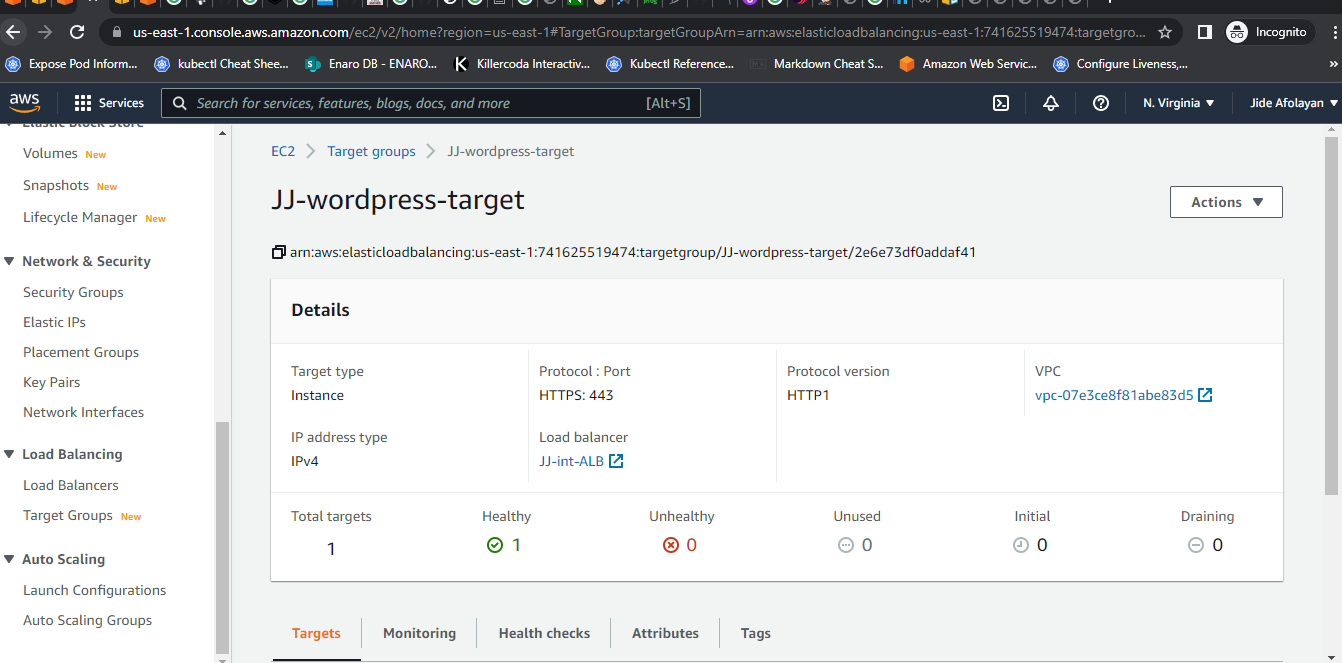 us-east-1.console.aws.amazon.com/ec2/v2/home?region=us-east-1#TargetGroup:targetGroupArn=arn:aws:elasticloadbalancing:us-east-1:741625519474:targetgro...
Incognito
Expose Pod Inform... kubectl Cheat Shee... Enaro DB - ENARO... Killercoda Interactiv... Kubectl Reference... Markdown Cheat S... Amazon Web Servic... Configure Liveness,... »
aws Services Search for services, features, blogs, docs, and more [Alt+S] N. Virginia Jide Afolayan
Elastic Block Store
Volumes New
Snapshots New
Lifecycle Manager New
Network & Security
Security Groups
Elastic IPs
Placement Groups
Key Pairs
Network Interfaces
Load Balancing
Load Balancers
Target Groups New
Auto Scaling
Launch Configurations
Auto Scaling Groups
EC2 Target groups JJ-wordpress-target
JJ-wordpress-target
Actions
arn:aws:elasticloadbalancing:us-east-1:741625519474:targetgroup/JJ-wordpress-target/2e6e73df0addaf41
Details
Target type
Instance
Protocol : Port
HTTPS: 443
Protocol version
HTTP1
VPC
vpc-07e3ce8f81abe83d5
IP address type
IPv4
Load balancer
JJ-int-ALB
Total targets
1
Healthy
1
Unhealthy
0
Unused
0
Initial
0
Draining
0
Targets Monitoring Health checks Attributes Tags